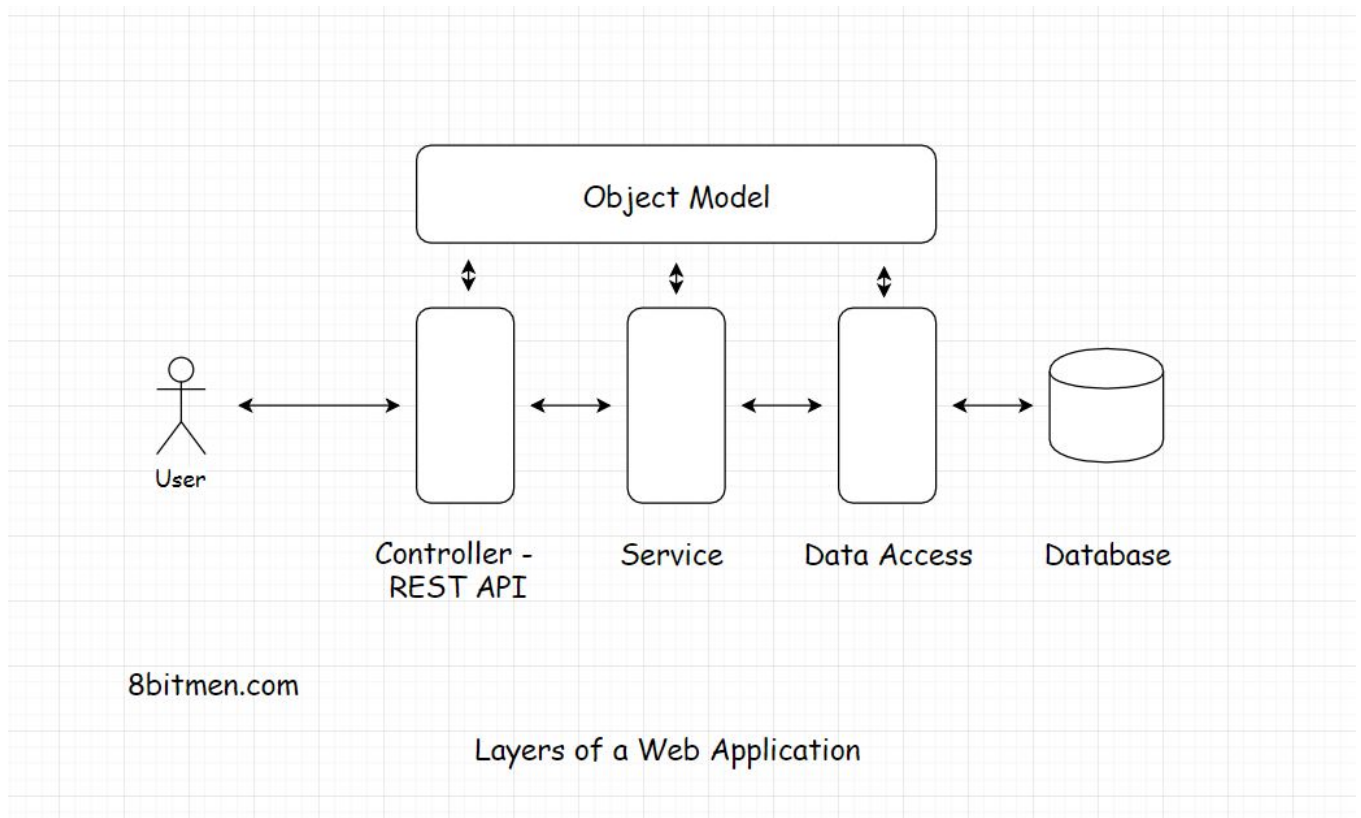 Object Model
User
Controller -
REST API
Service
Data Access
Database
8bitmen.com
Layers of a Web Application